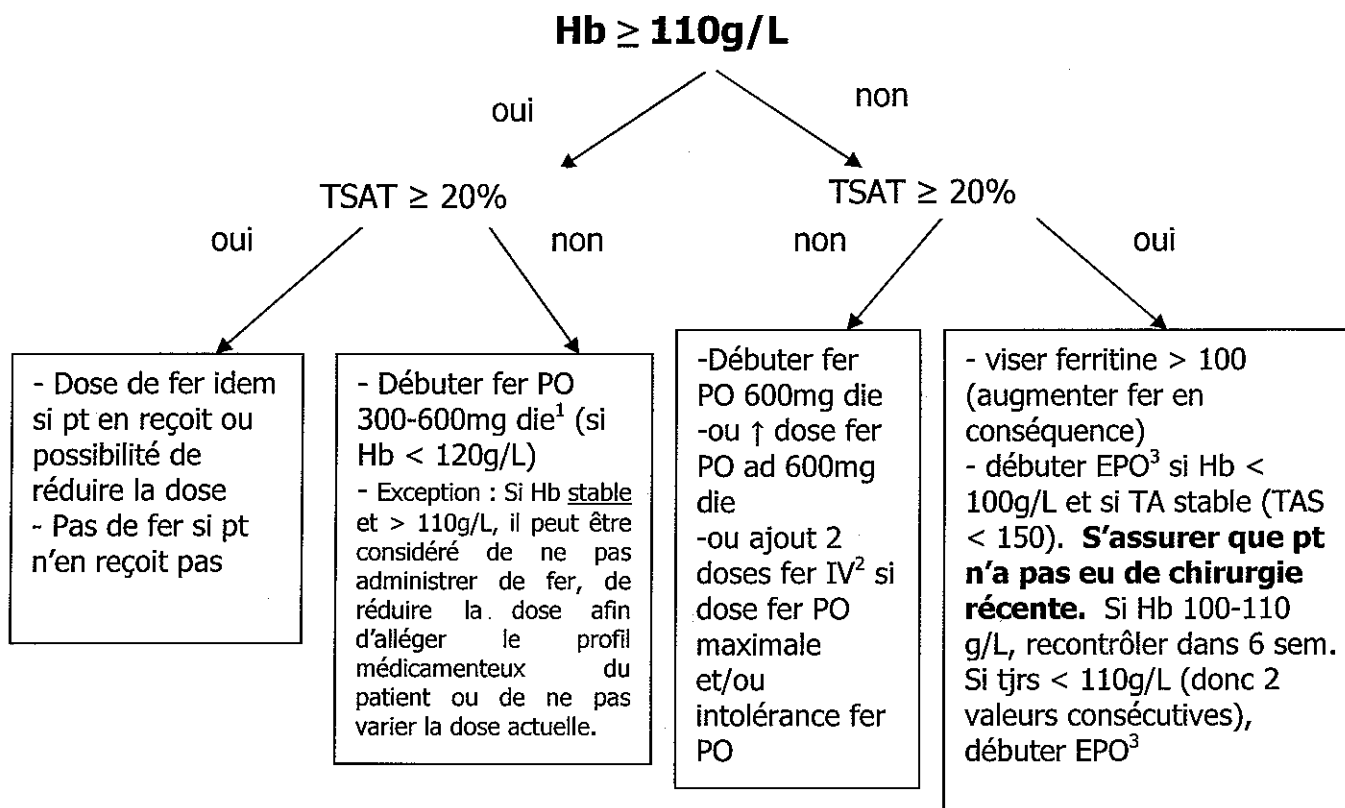 Hb ≥ 110g/L
oui
non
TSAT ≥ 20%
TSAT ≥ 20%
oui
non
non
oui
- Dose de fer idem
si pt en reçoit ou
possibilité de
réduire la dose
- Pas de fer si pt
n'en reçoit pas
- Débuter fer PO
300-600mg die¹ (si
Hb < 120g/L)
- Exception : Si Hb stable
et > 110g/L, il peut être
considéré de ne pas
administrer de fer, de
réduire la dose afin
d'alléger le profil
médicamenteux du
patient ou de ne pas
varier la dose actuelle.
-Débuter fer
PO 600mg die
-ou ↑ dose fer
PO ad 600mg
die
-ou ajout 2
doses fer IV² si
dose fer PO
maximale
et/ou
intolérance fer
PO
- viser ferritine > 100
(augmenter fer en
conséquence)
- débuter EPO³ si Hb <
100g/L et si TA stable (TAS
< 150). S'assurer que pt
n'a pas eu de chirurgie
récente. Si Hb 100-110
g/L, recontrôler dans 6 sem.
Si tjrs < 110g/L (donc 2
valeurs consécutives),
débuter EPO³